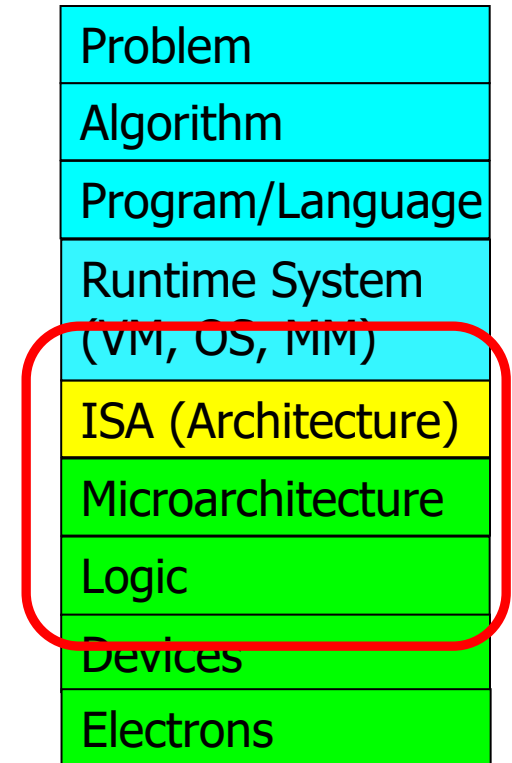 Problem
Algorithm
Program/Language
Runtime System
(VM, OS, MM)
ISA (Architecture)
Microarchitecture
Logic
Devices
Electrons